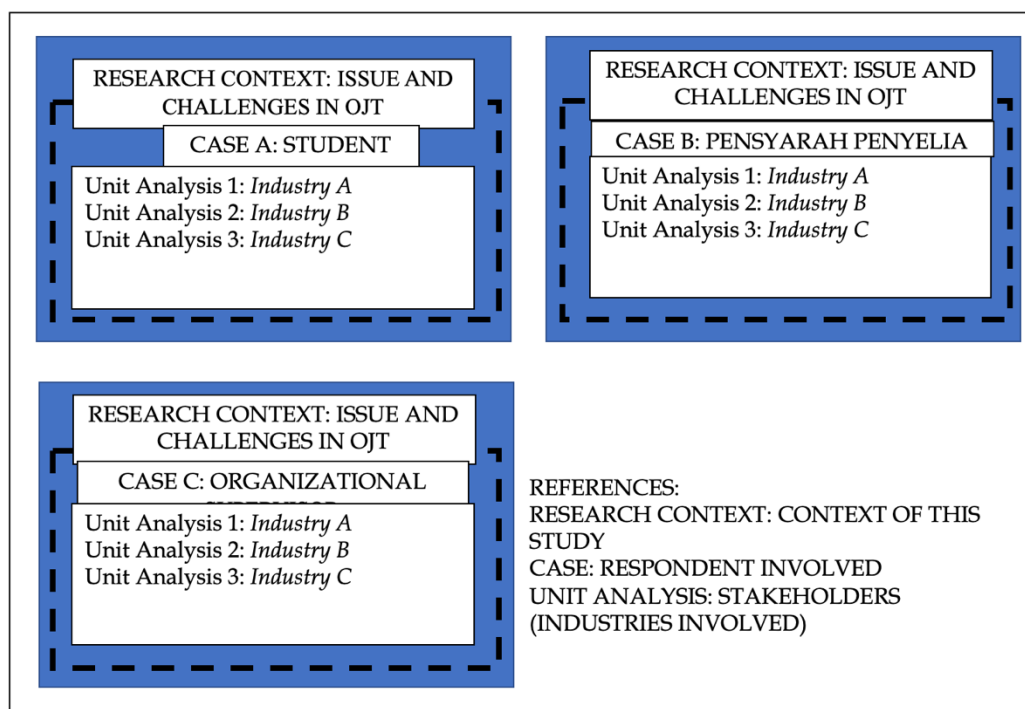 RESEARCH CONTEXT: ISSUE AND
CHALLENGES IN OJT
CASE A: STUDENT
Unit Analysis 1: Industry A
Unit Analysis 2: Industry B
Unit Analysis 3: Industry C
RESEARCH CONTEXT: ISSUE AND
CHALLENGES IN OJT
CASE B: PENSYARAH PENYELIA
Unit Analysis 1: Industry A
Unit Analysis 2: Industry B
Unit Analysis 3: Industry C
RESEARCH CONTEXT: ISSUE AND
CHALLENGES IN OJT
CASE C: ORGANIZATIONAL
Unit Analysis 1: Industry A
Unit Analysis 2: Industry B
Unit Analysis 3: Industry C
REFERENCES:
RESEARCH CONTEXT: CONTEXT OF THIS
STUDY
CASE: RESPONDENT INVOLVED
UNIT ANALYSIS: STAKEHOLDERS
(INDUSTRIES INVOLVED)